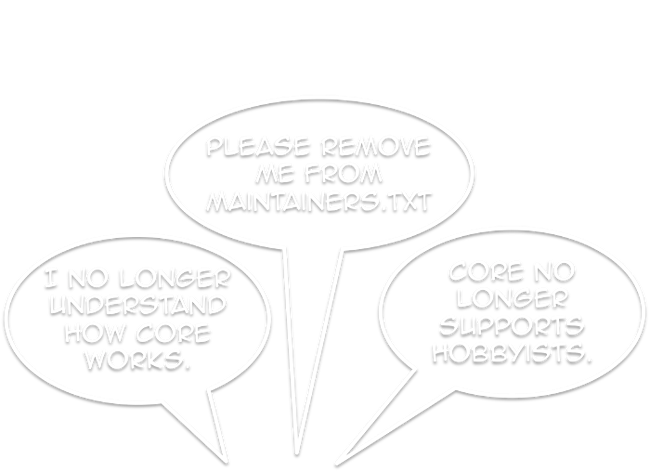 PLEASE REMOVE
ME FROM
MAINTAINERS.TXT
I NO LONGER
UNDERSTAND
HOW CORE
WORKS.
CORE NO
LONGER
SUPPORTS
HOBBYISTS.